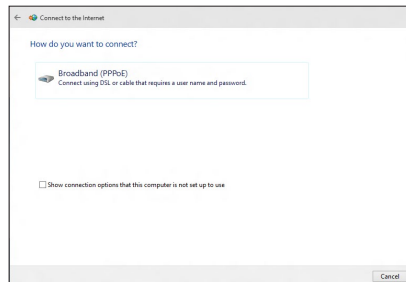 Connect to the Internet
How do you want to connect?
Broadband (PPPoE)
Connect using DSL or cable that requires a user name and password.
Show connection options that this computer is not set up to use
Cancel